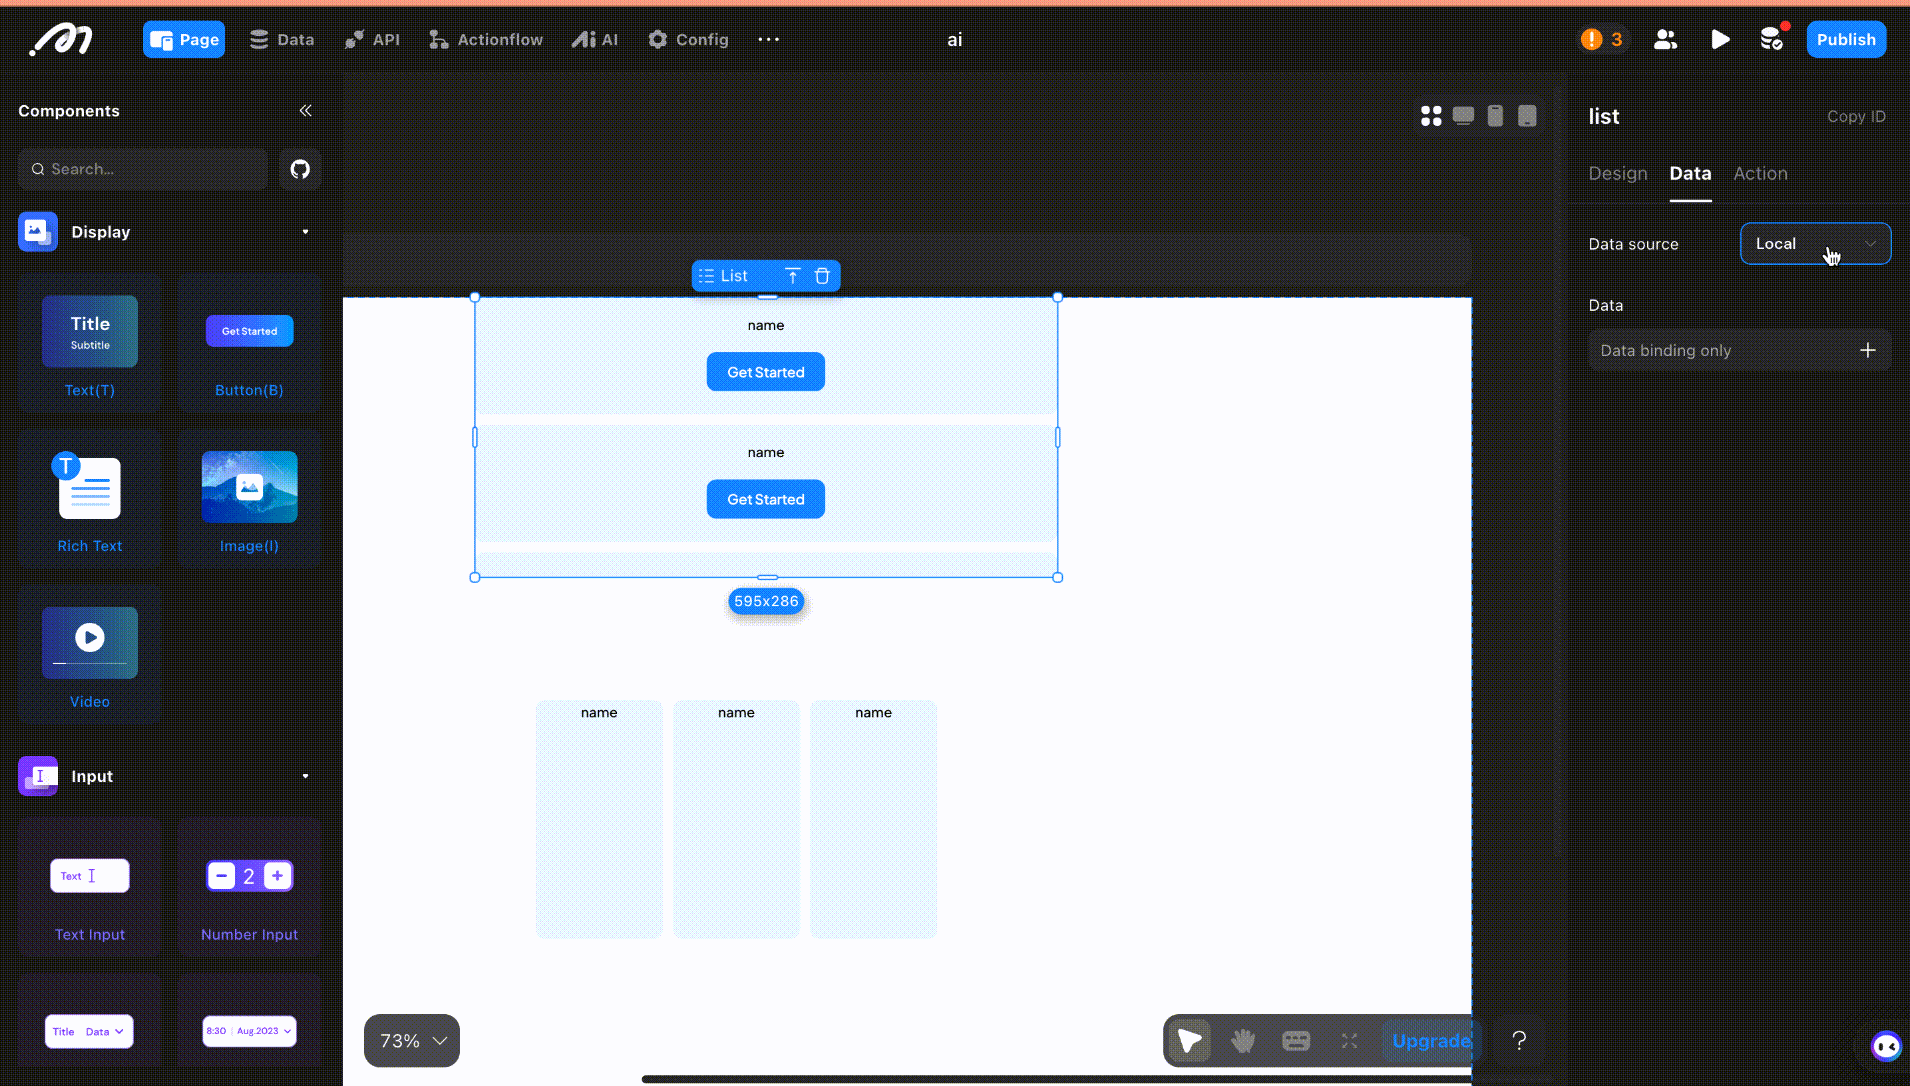 Page
Data
API
Actionflow
AI
Config
ai
3
Publish
Components
Search...
Display
Title
Subtitle
Text(T)
Get Started
Button(B)
T
Rich Text
Image(I)
Video
Input
Text
Text Input
2
Number Input
Title Data
8:30 Aug.2023
List
name
Get Started
name
Get Started
595x286
name name name
73%
Upgrade
?
list
Copy ID
Design Data Action
Data source
Local
Data
Data binding only